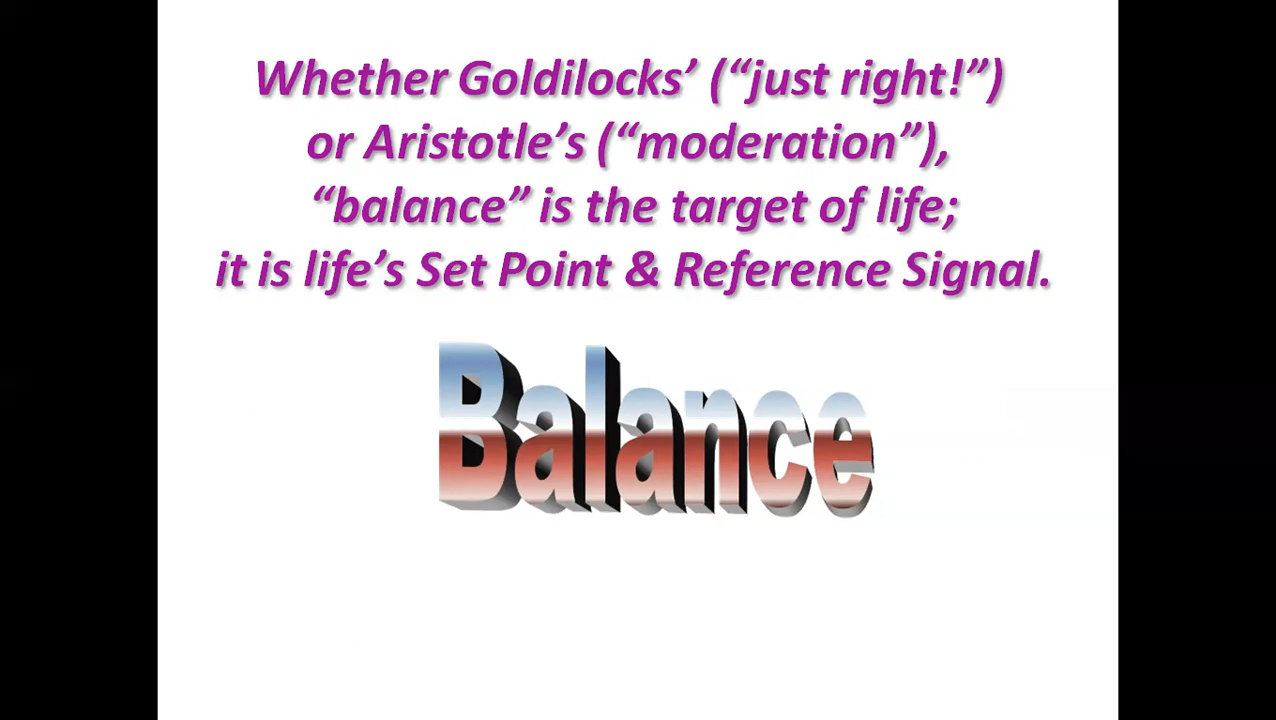 Whether Goldilocks’ (“just right!”)
or Aristotle’s (“moderation”),
“balance” is the target of life;
it is life’s Set Point & Reference Signal.
Balance